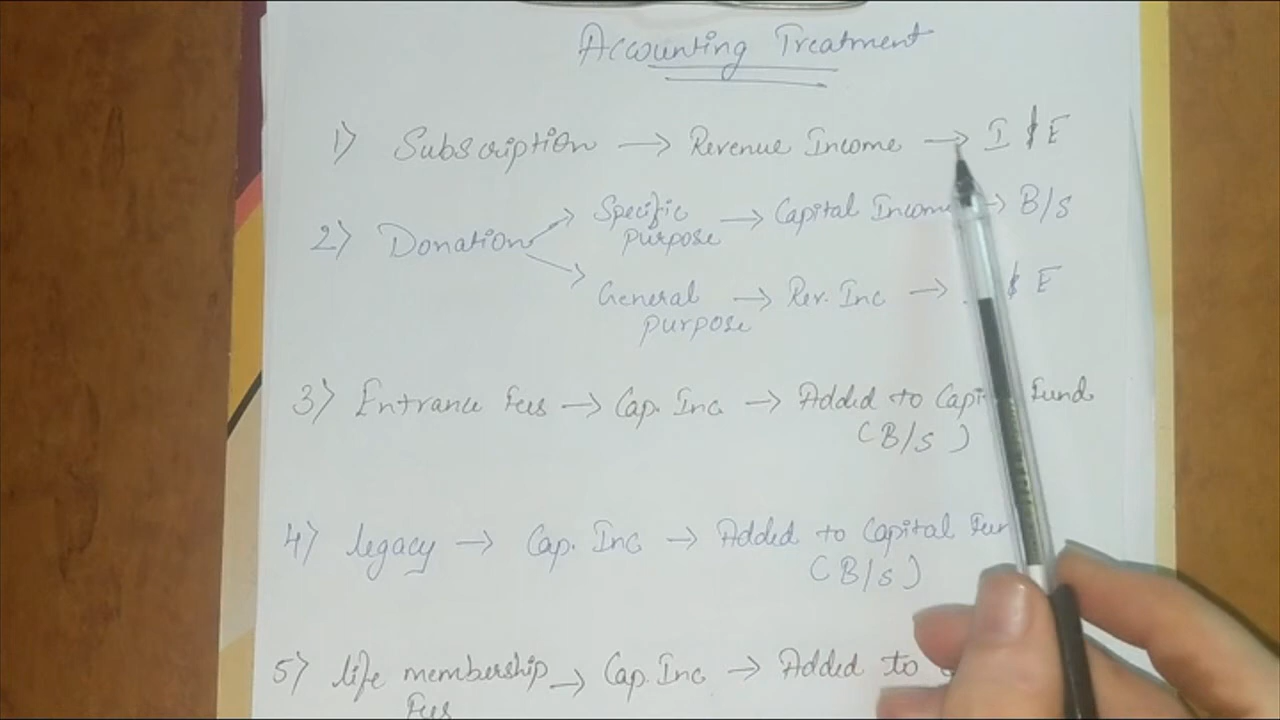 Accounting Treatment
1) Subscription → Revenue Income → I & E
2) Donation → Specific purpose → Capital Income → B/S
→ General purpose → Rev. Inc → & E
3) Entrance Fees → Cap. Inc → Added to Capi Fund
(B/S)
4) legacy → Cap. Inc → Added to Capital Fun
(B/S)
5) life membership → Cap. Inc → Added to
Fees